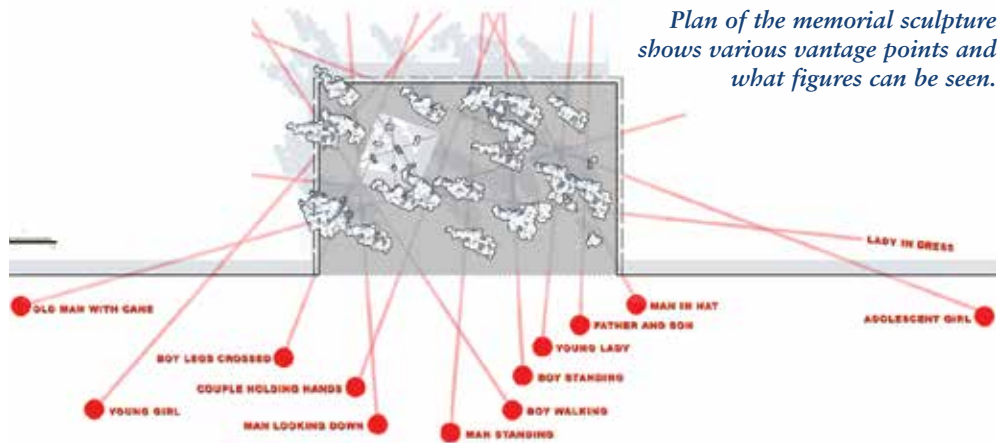 Plan of the memorial sculpture
shows various vantage points and
what figures can be seen.
LADY IN DRESS
OLD MAN WITH CANE
MAN IN HAT
ADOLESCENT GIRL
FATHER AND SON
YOUNG LADY
BOY LEGS CROSSED
BOY STANDING
COUPLE HOLDING HANDS
YOUNG GIRL
BOY WALKING
MAN LOOKING DOWN
MAN STANDING